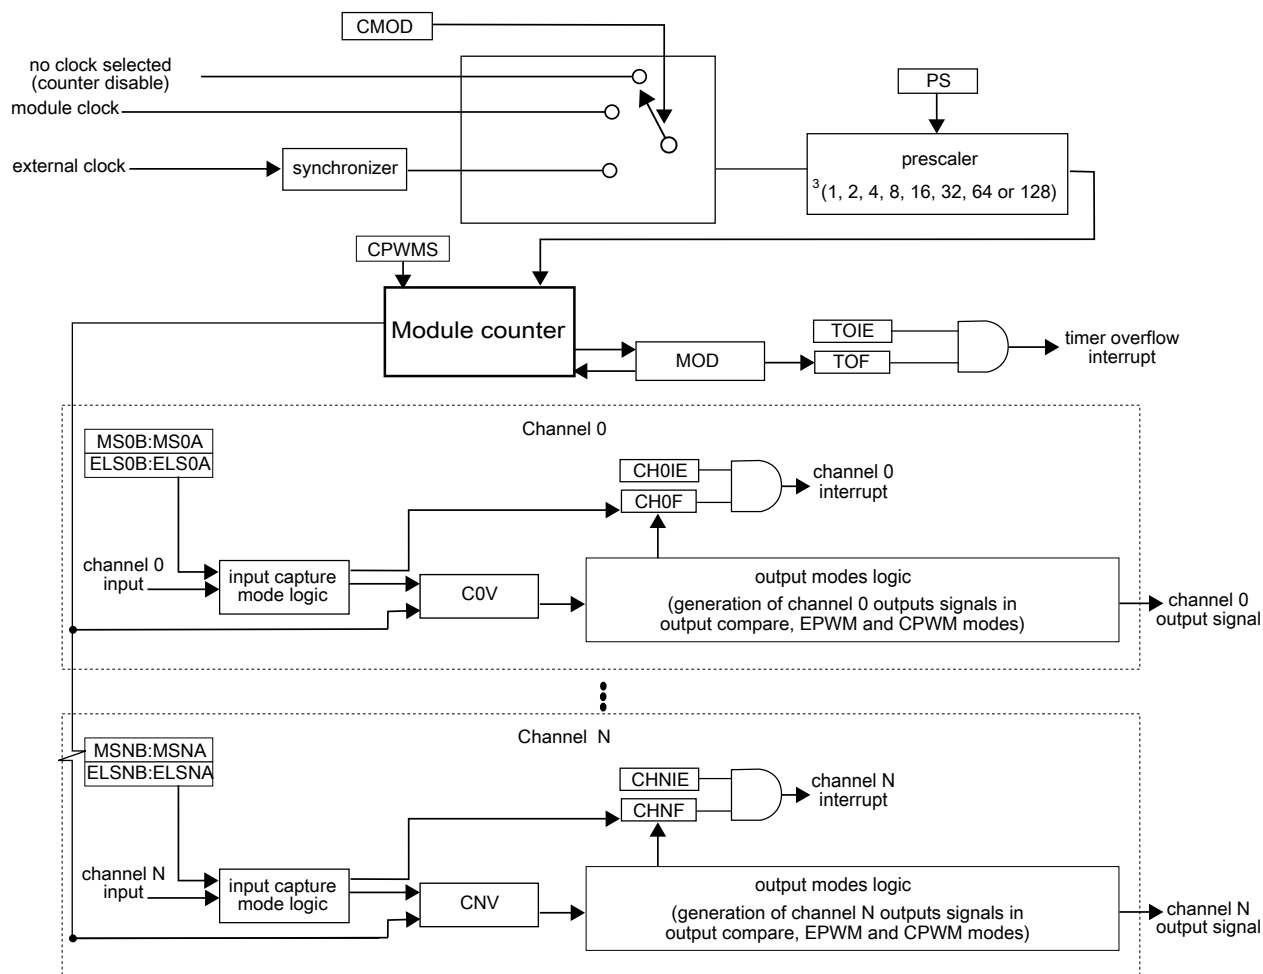 CMOD
no clock selected
(counter disable)
module clock
external clock
synchronizer
PS
prescaler
3(1, 2, 4, 8, 16, 32, 64 or 128)
CPWMS
Module counter
MOD
TOIE
TOF
timer overflow
interrupt
Channel 0
MS0B:MS0A
ELS0B:ELS0A
CH0IE
CH0F
channel 0
interrupt
channel 0
input
input capture
mode logic
C0V
output modes logic
(generation of channel 0 outputs signals in
output compare, EPWM and CPWM modes)
channel 0
output signal
Channel N
MSNB:MSNA
ELSNB:ELSNA
CHNIE
CHNF
channel N
interrupt
channel N
input
input capture
mode logic
CNV
output modes logic
(generation of channel N outputs signals in
output compare, EPWM and CPWM modes)
channel N
output signal